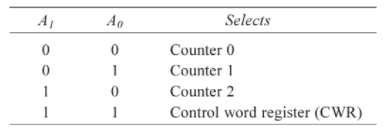 A1 A0 Selects
0 0 Counter 0
0 1 Counter 1
1 0 Counter 2
1 1 Control word register (CWR)